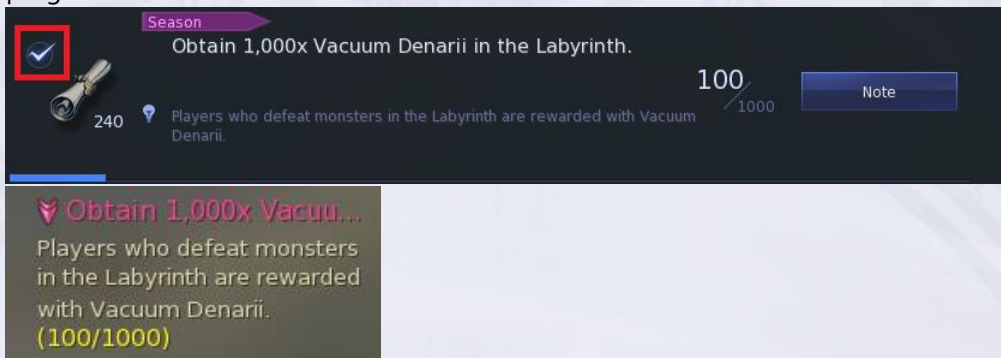 Season
Obtain 1,000x Vacuum Denarii in the Labyrinth.
100/1000
Note
240
Players who defeat monsters in the Labyrinth are rewarded with Vacuum
Denarii.
Obtain 1,000x Vacuu...
Players who defeat monsters
in the Labyrinth are rewarded
with Vacuum Denarii.
(100/1000)